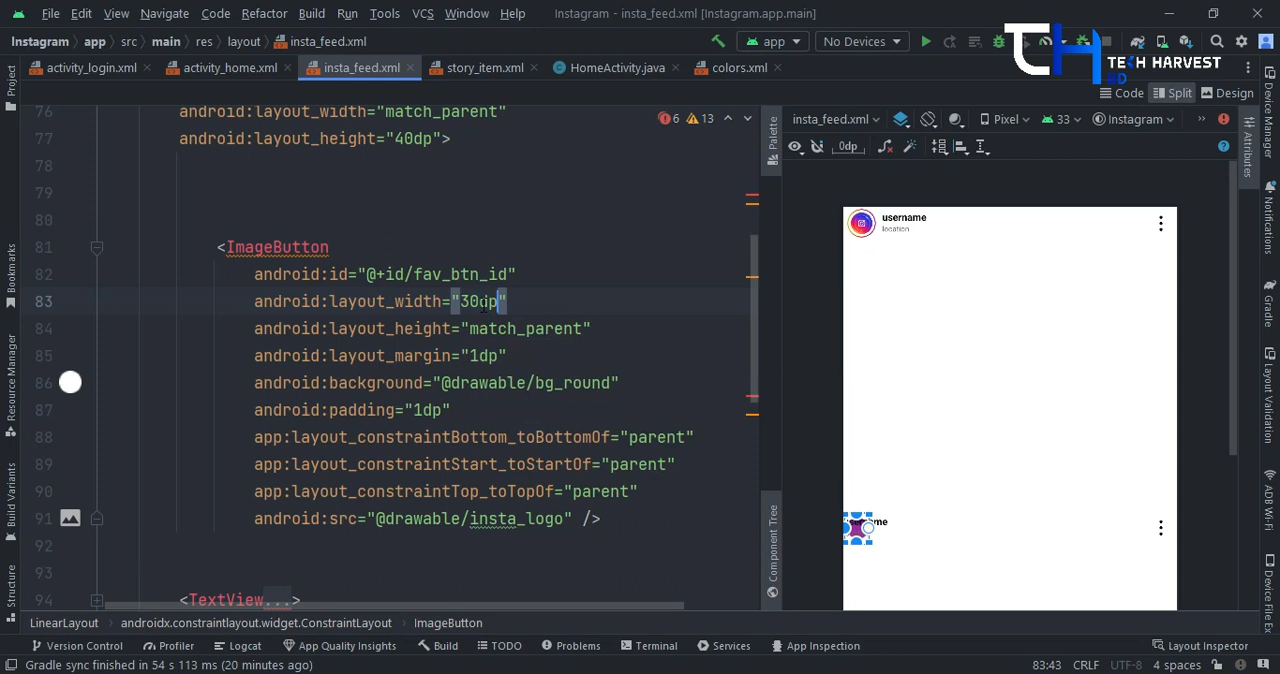 File Edit View Navigate Code Refactor Build Run Tools VCS Window Help Instagram - insta_feed.xml [Instagram.app.main]
Instagram app src main res layout insta_feed.xml app No Devices
TECH HARVEST
BD
activity_login.xml activity_home.xml insta_feed.xml story_item.xml HomeActivity.java colors.xml
Code Split Design
76 android:layout_width="match_parent"
77 android:layout_height="40dp">
78
79
80
81 <ImageButton
82 android:id="@+id/fav_btn_id"
83 android:layout_width="30dp"
84 android:layout_height="match_parent"
85 android:layout_margin="1dp"
86 android:background="@drawable/bg_round"
87 android:padding="1dp"
88 app:layout_constraintBottom_toBottomOf="parent"
89 app:layout_constraintStart_toStartOf="parent"
90 app:layout_constraintTop_toTopOf="parent"
91 android:src="@drawable/insta_logo" />
92
93
94 <TextView...>
6 13
insta_feed.xml Pixel 33 Instagram
0dp
username
location
Project
Bookmarks
Resource Manager
Build Variants
Structure
Palette
Component Tree
Attributes
Device Manager
Notifications
Gradle
Layout Validation
ADB Wi-Fi
Device File Ex
LinearLayout androidx.constraintlayout.widget.ConstraintLayout ImageButton
Version Control Profiler Logcat App Quality Insights Build TODO Problems Terminal Services App Inspection Layout Inspector
Gradle sync finished in 54 s 113 ms (20 minutes ago) 83:43 CRLF UTF-8 4 spaces